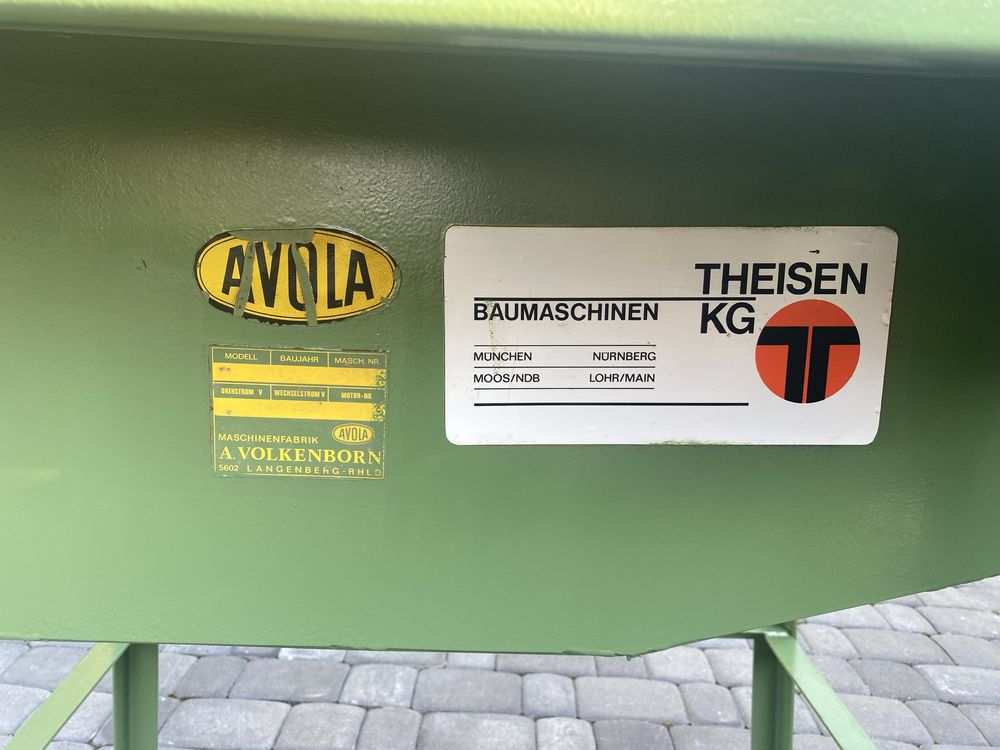 AVOLA
MODELL BAUJAHR MASCH. NR.
DREHSTROM V WECHSELSTROM V MOTOR-NR.
MASCHINENFABRIK AVOLA
A. VOLKENBORN
5602 LANGENBERG-RHLD
THEISEN
KG
BAUMASCHINEN
MÜNCHEN NÜRNBERG
MOOS/NDB LOHR/MAIN